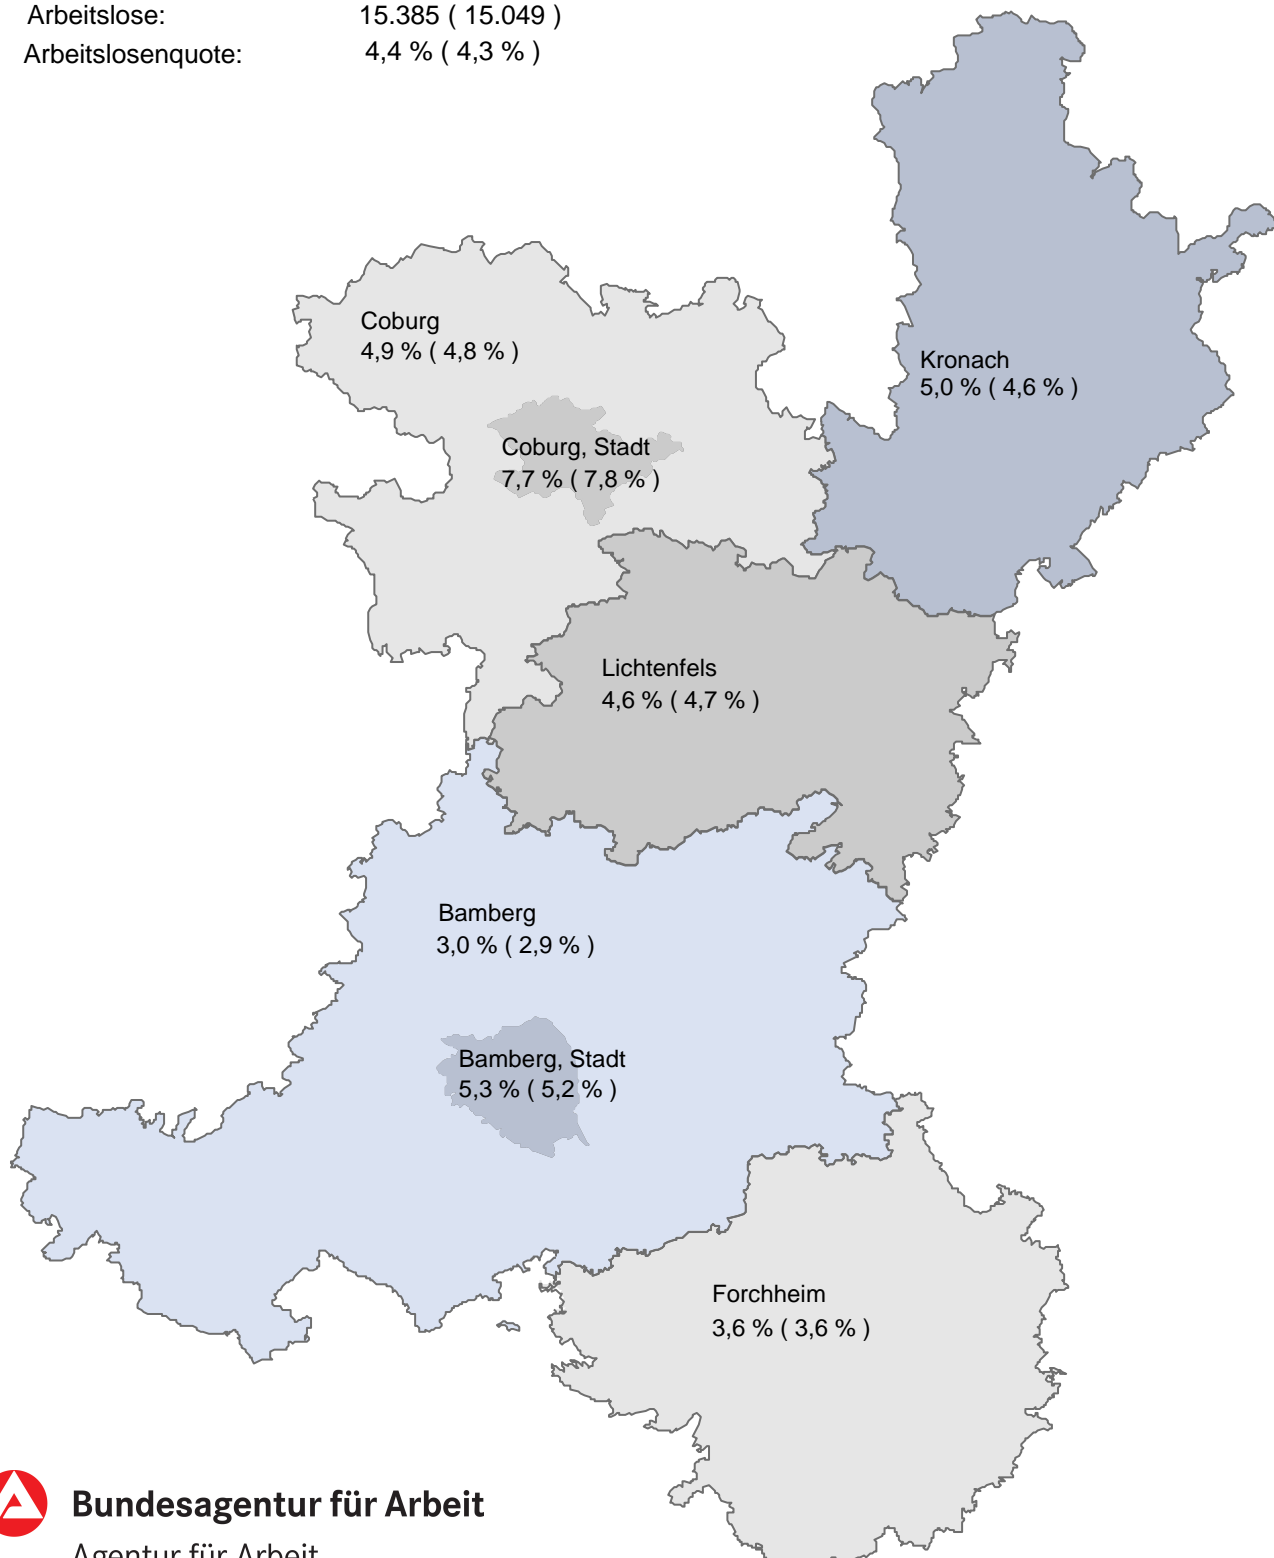 Arbeitslose: 15.385 ( 15.049 )
Arbeitslosenquote: 4,4 % ( 4,3 % )
Coburg
4,9 % ( 4,8 % )
Kronach
5,0 % ( 4,6 % )
Coburg, Stadt
7,7 % ( 7,8 % )
Lichtenfels
4,6 % ( 4,7 % )
Bamberg
3,0 % ( 2,9 % )
Bamberg, Stadt
5,3 % ( 5,2 % )
Forchheim
3,6 % ( 3,6 % )
Bundesagentur für Arbeit
Agentur für Arbeit